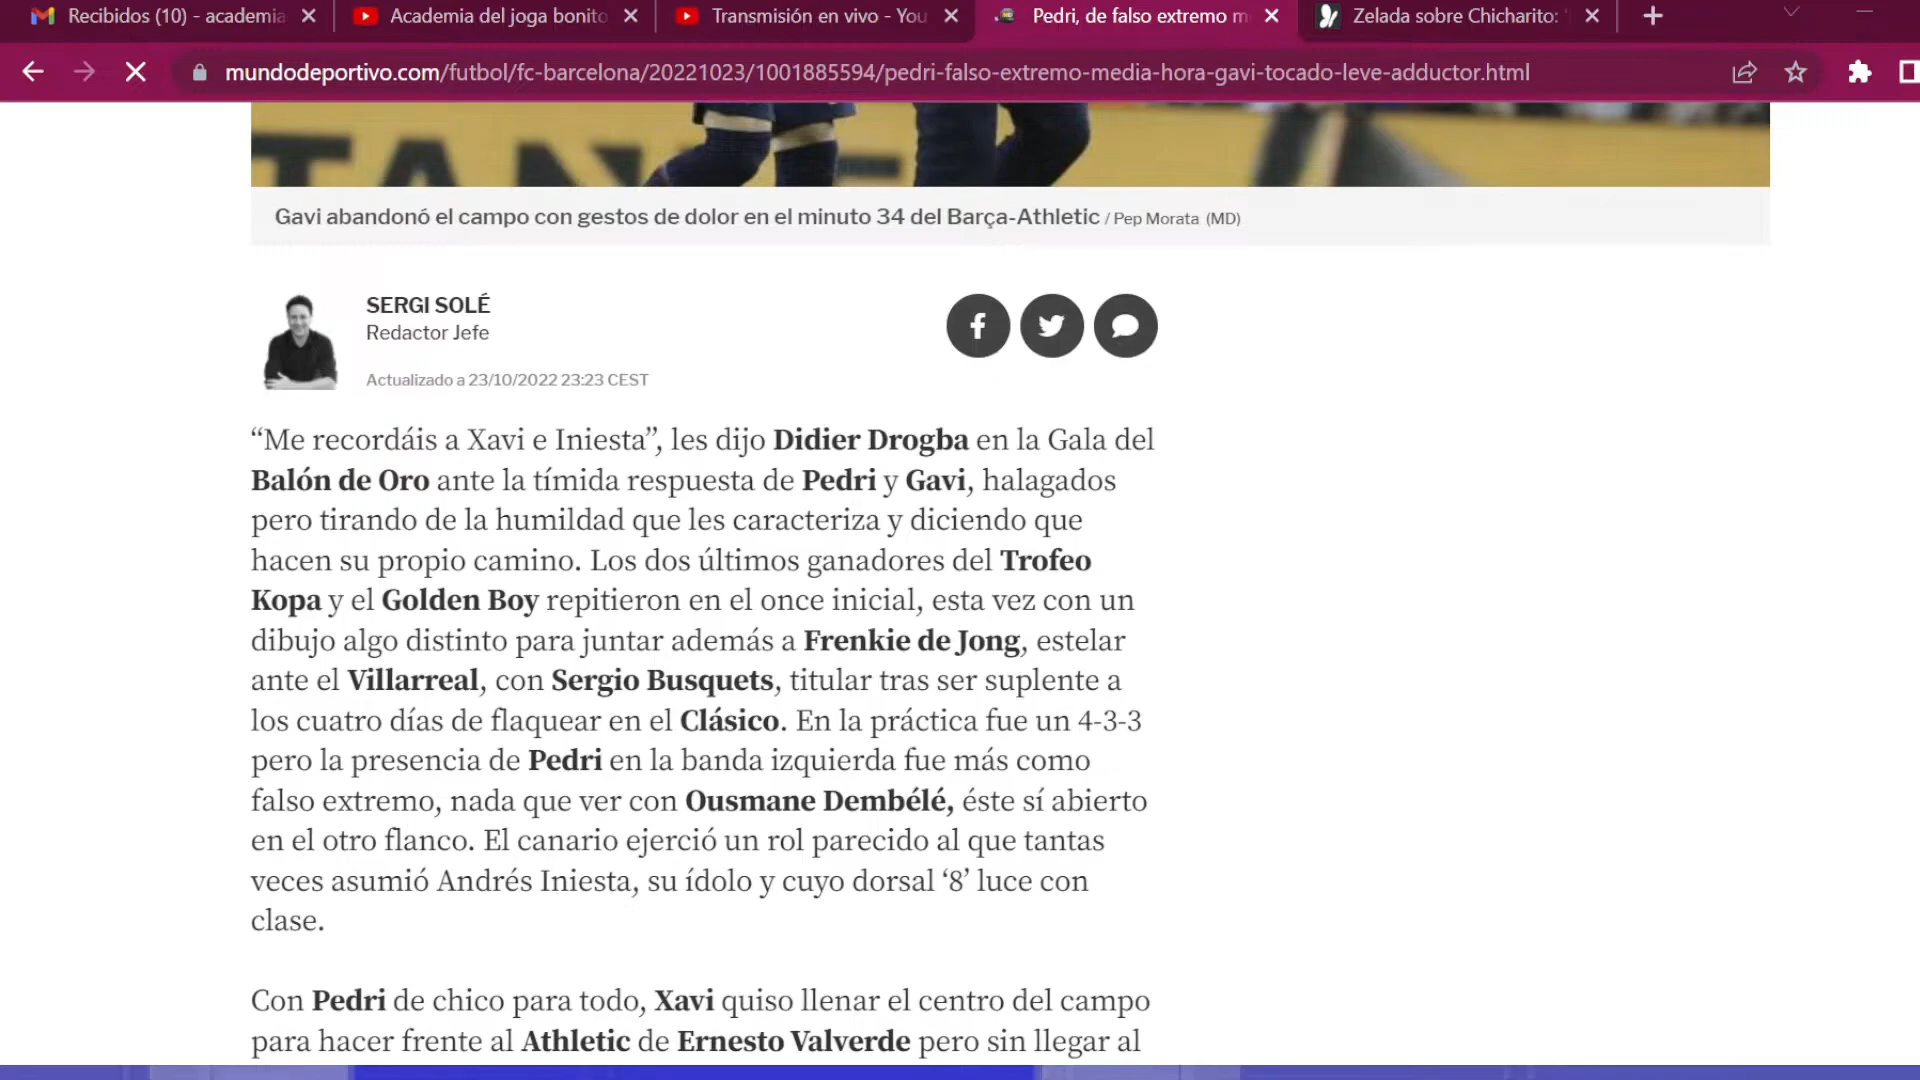 Recibidos (10) - academia
Academia del joga bonito
Transmisión en vivo - You
Pedri, de falso extremo m
Zelada sobre Chicharito:
mundodeportivo.com/futbol/fc-barcelona/20221023/1001885594/pedri-falso-extremo-media-hora-gavi-tocado-leve-adductor.html
Gavi abandonó el campo con gestos de dolor en el minuto 34 del Barça-Athletic / Pep Morata (MD)
SERGI SOLÉ
Redactor Jefe
Actualizado a 23/10/2022 23:23 CEST
“Me recordáis a Xavi e Iniesta”, les dijo Didier Drogba en la Gala del
Balón de Oro ante la tímida respuesta de Pedri y Gavi, halagados
pero tirando de la humildad que les caracteriza y diciendo que
hacen su propio camino. Los dos últimos ganadores del Trofeo
Kopa y el Golden Boy repitieron en el once inicial, esta vez con un
dibujo algo distinto para juntar además a Frenkie de Jong, estelar
ante el Villarreal, con Sergio Busquets, titular tras ser suplente a
los cuatro días de flaquear en el Clásico. En la práctica fue un 4-3-3
pero la presencia de Pedri en la banda izquierda fue más como
falso extremo, nada que ver con Ousmane Dembélé, éste sí abierto
en el otro flanco. El canario ejerció un rol parecido al que tantas
veces asumió Andrés Iniesta, su ídolo y cuyo dorsal ‘8’ luce con
clase.
Con Pedri de chico para todo, Xavi quiso llenar el centro del campo
para hacer frente al Athletic de Ernesto Valverde pero sin llegar al